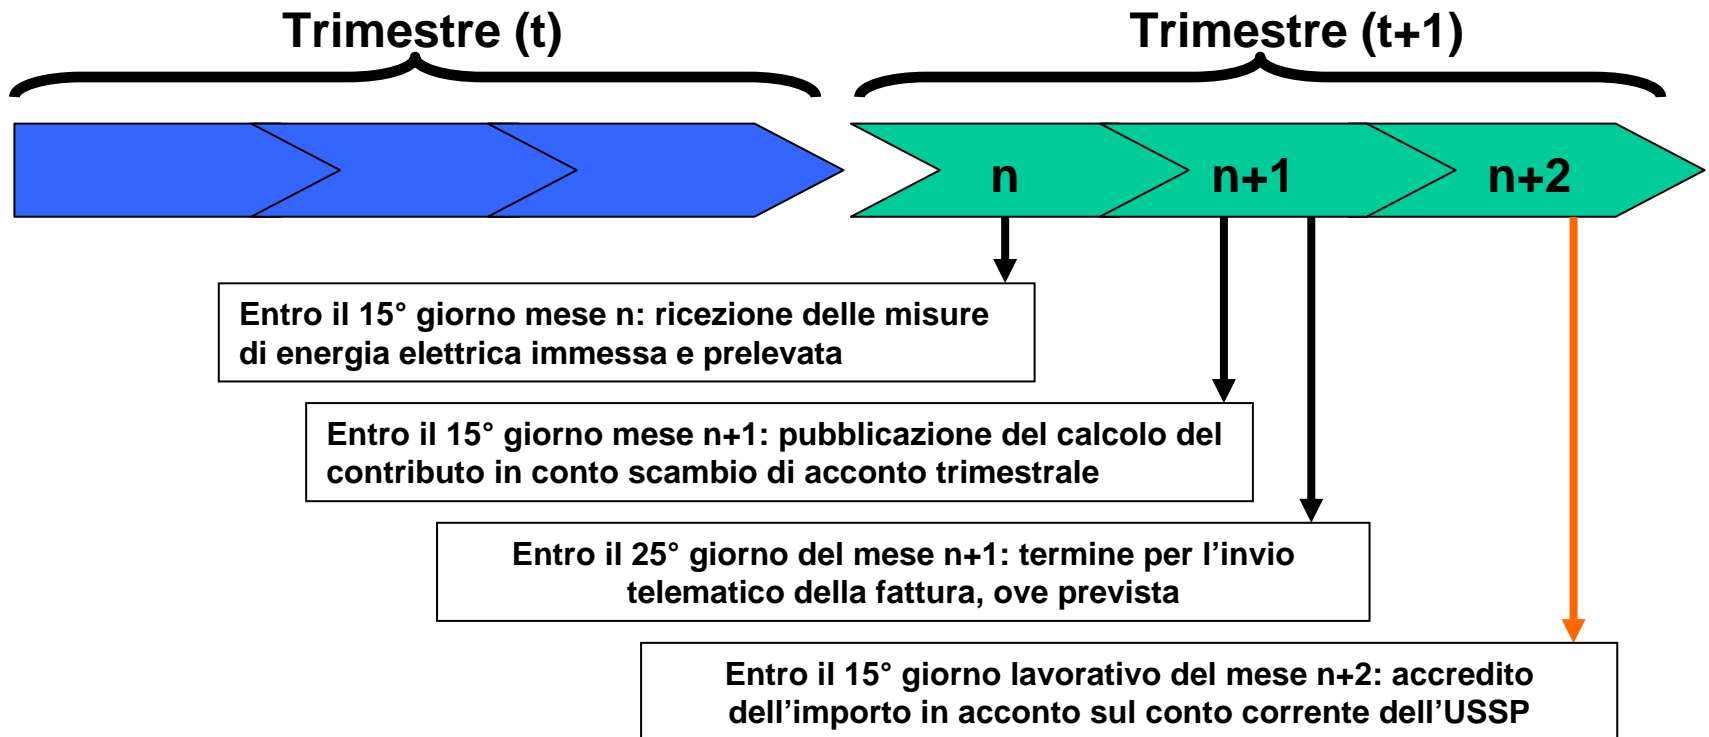 Trimestre (t)
Trimestre (t+1)
n
n+1
n+2
Entro il 15° giorno mese n: ricezione delle misure
di energia elettrica immessa e prelevata
Entro il 15° giorno mese n+1: pubblicazione del calcolo del
contributo in conto scambio di acconto trimestrale
Entro il 25° giorno del mese n+1: termine per l’invio
telematico della fattura, ove prevista
Entro il 15° giorno lavorativo del mese n+2: accredito
dell’importo in acconto sul conto corrente dell’USSP